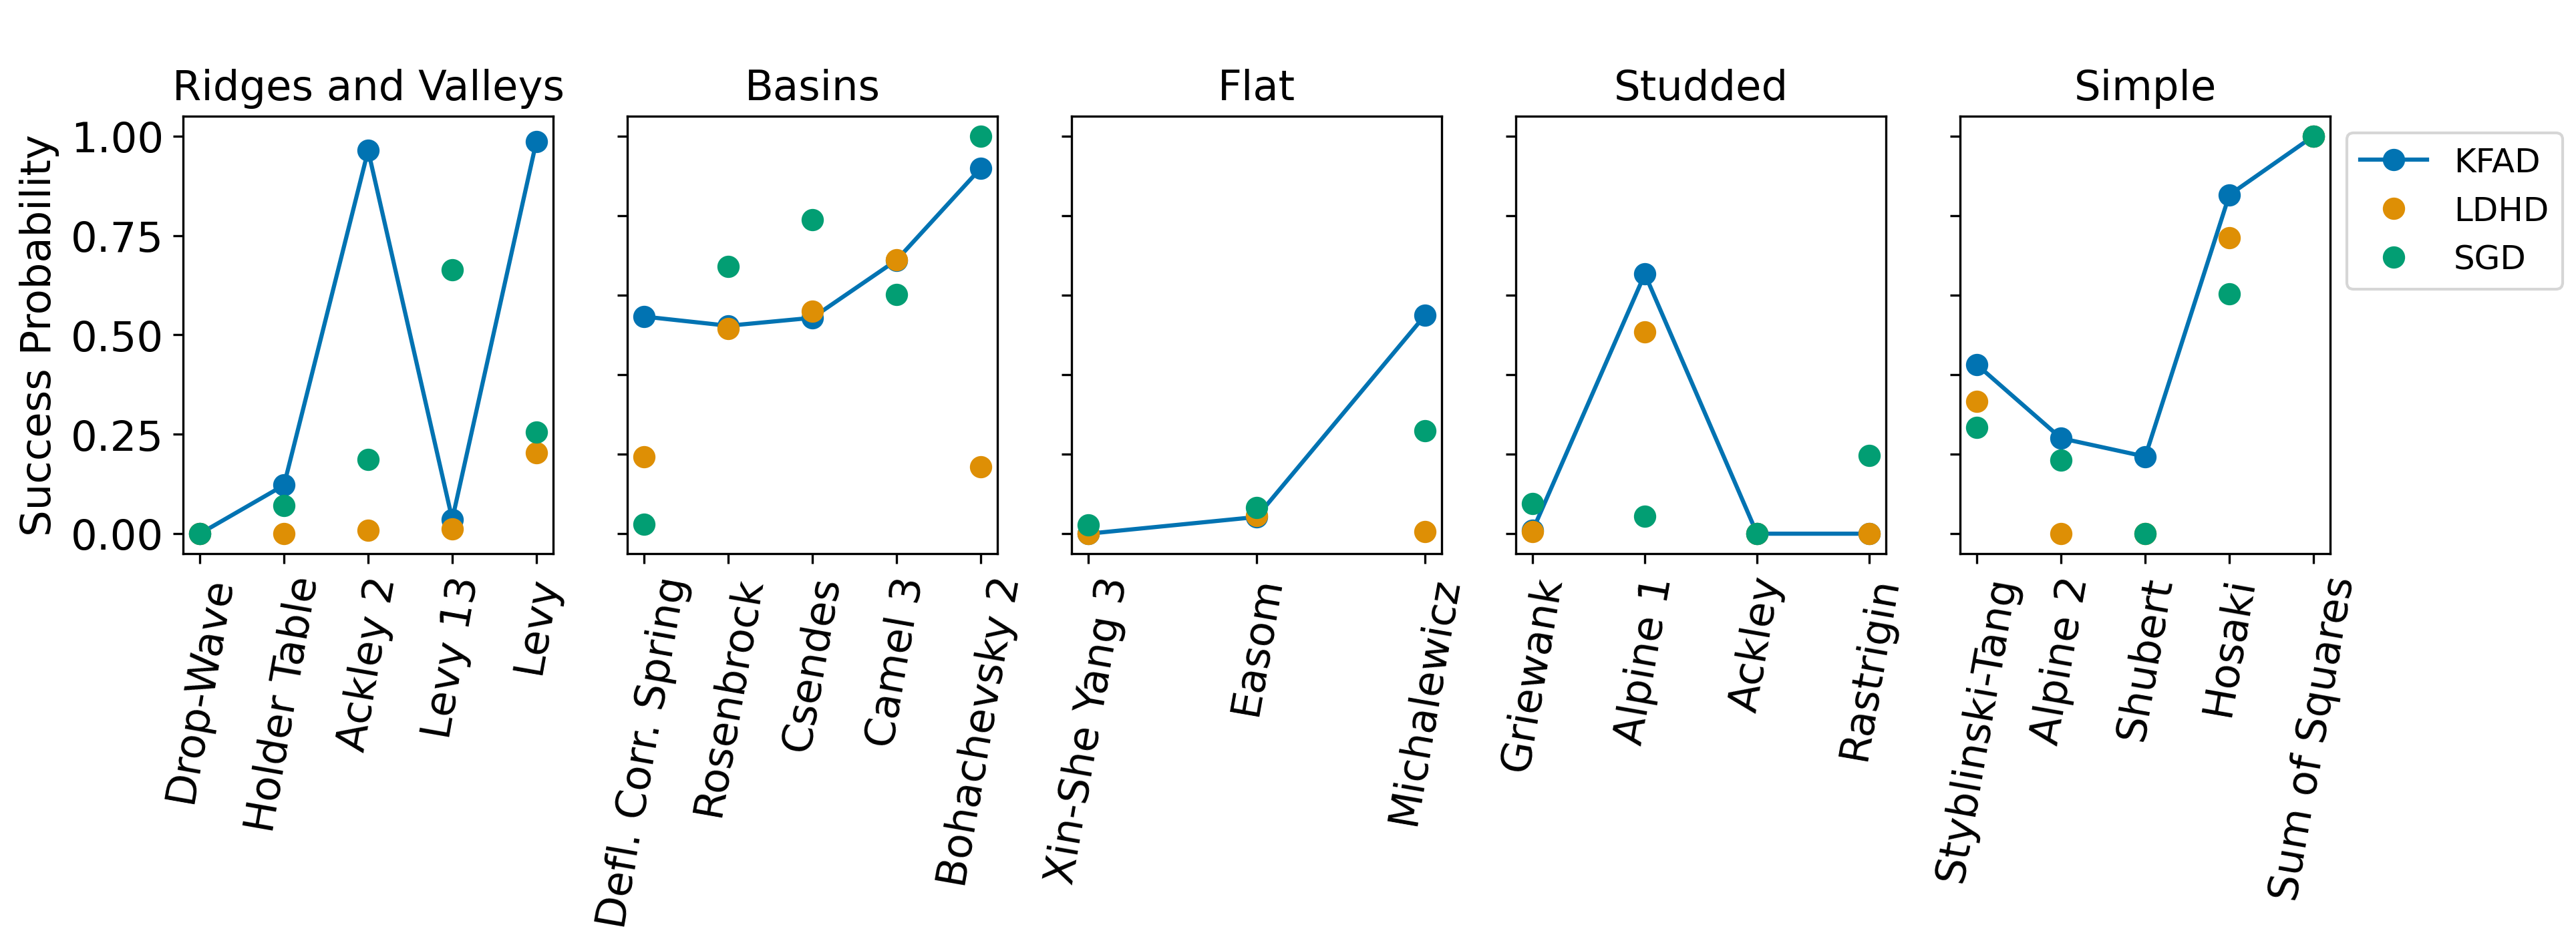 Ridges and Valleys
Basins
Flat
Studded
Simple
Success Probability
1.00
0.75
0.50
0.25
0.00
KFAD
LDHD
SGD
Drop-Wave
Holder Table
Ackley 2
Levy 13
Levy
Defl. Corr. Spring
Rosenbrock
Csendes
Camel 3
Bohachevsky 2
Xin-She Yang 3
Easom
Michalewicz
Griewank
Alpine 1
Ackley
Rastrigin
Styblinski-Tang
Alpine 2
Shubert
Hosaki
Sum of Squares